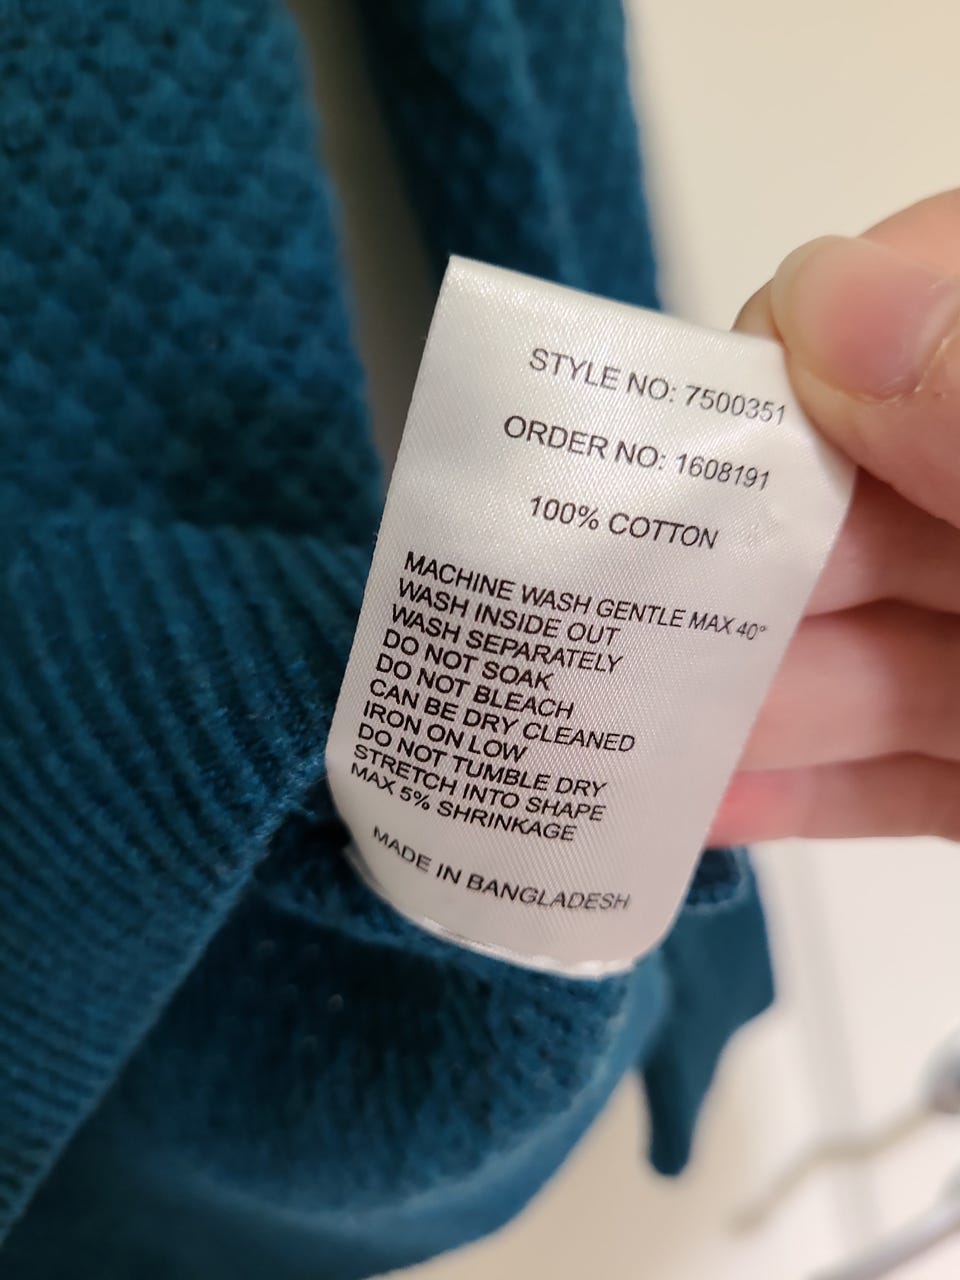 STYLE NO: 7500351
ORDER NO: 1608191
100% COTTON
MACHINE WASH GENTLE MAX 40°
WASH INSIDE OUT
WASH SEPARATELY
DO NOT SOAK
DO NOT BLEACH
CAN BE DRY CLEANED
IRON ON LOW
DO NOT TUMBLE DRY
STRETCH INTO SHAPE
MAX 5% SHRINKAGE
MADE IN BANGLADESH